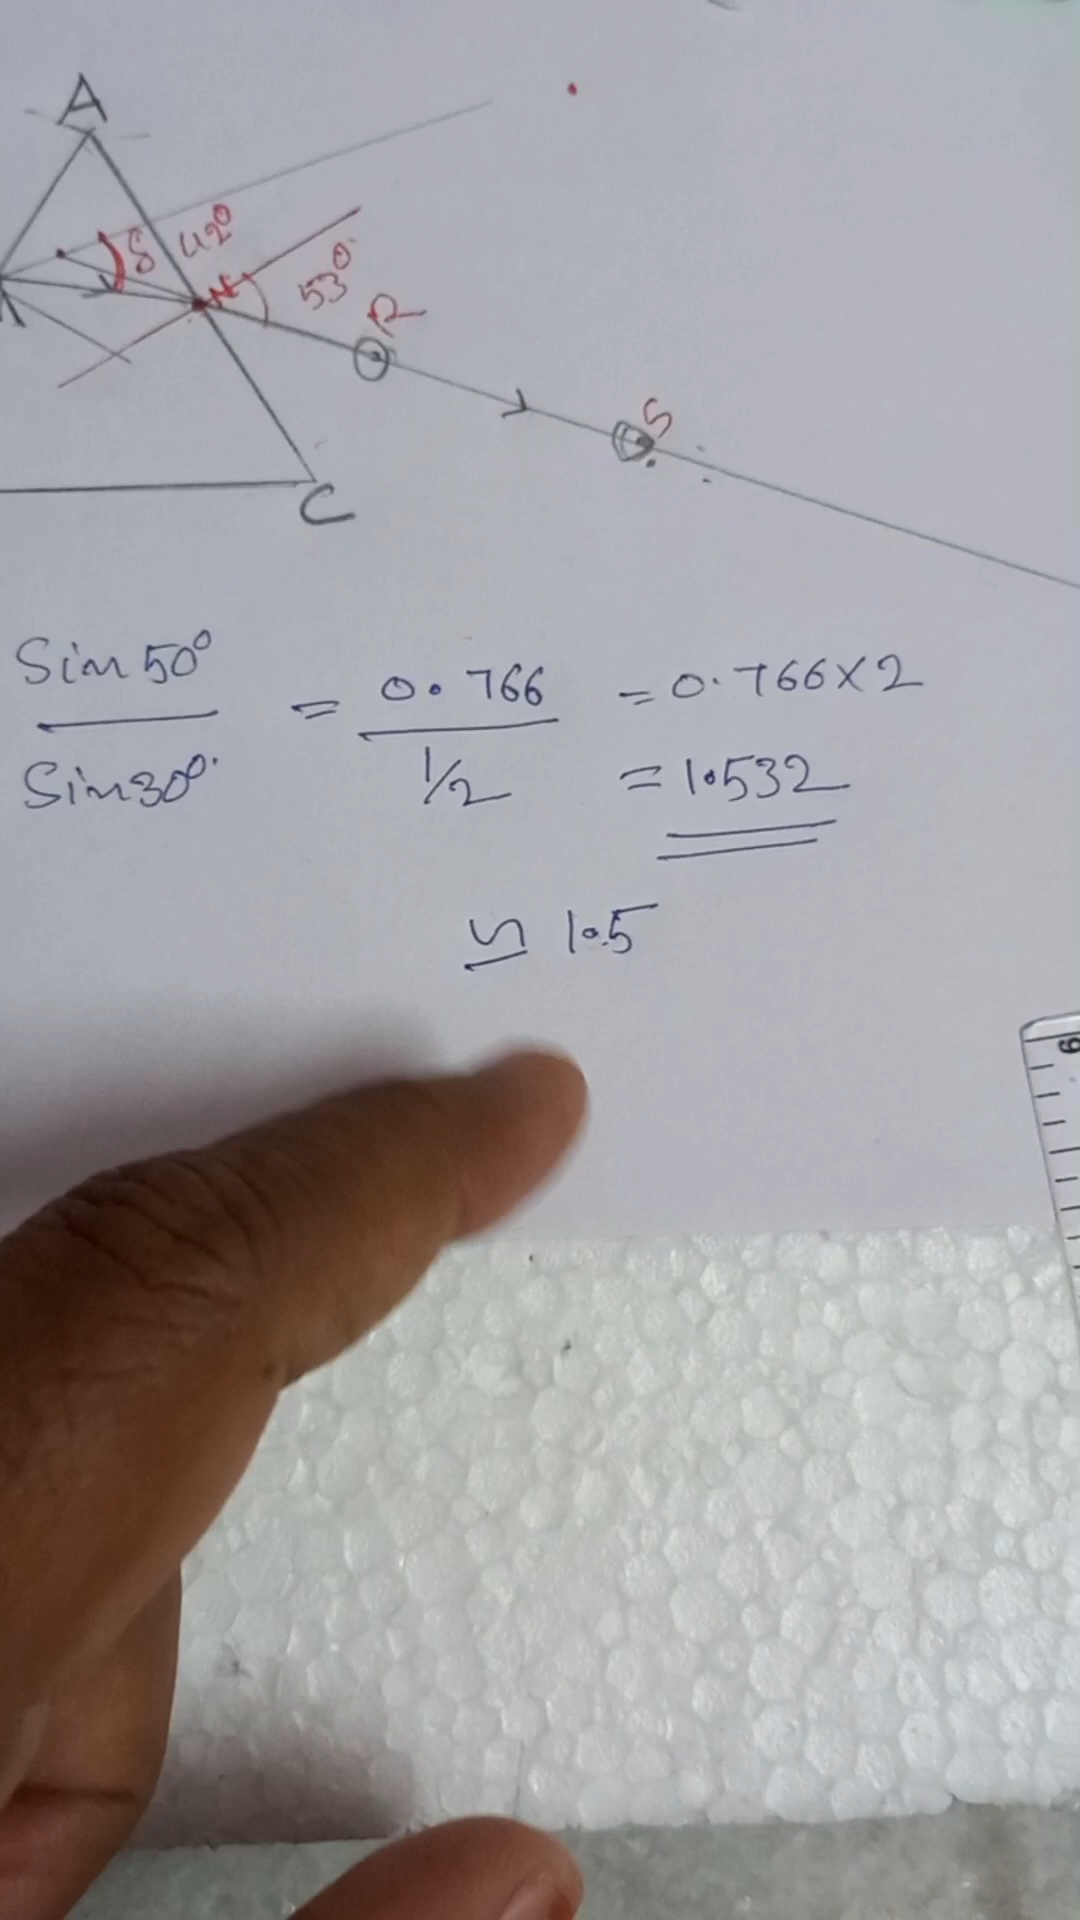 A
δ 42°
N 53°
R
S
C
Sin 50° = 0.766 = 0.766×2
Sin 30° 1/2 = 1.532
≃ 1.5
6